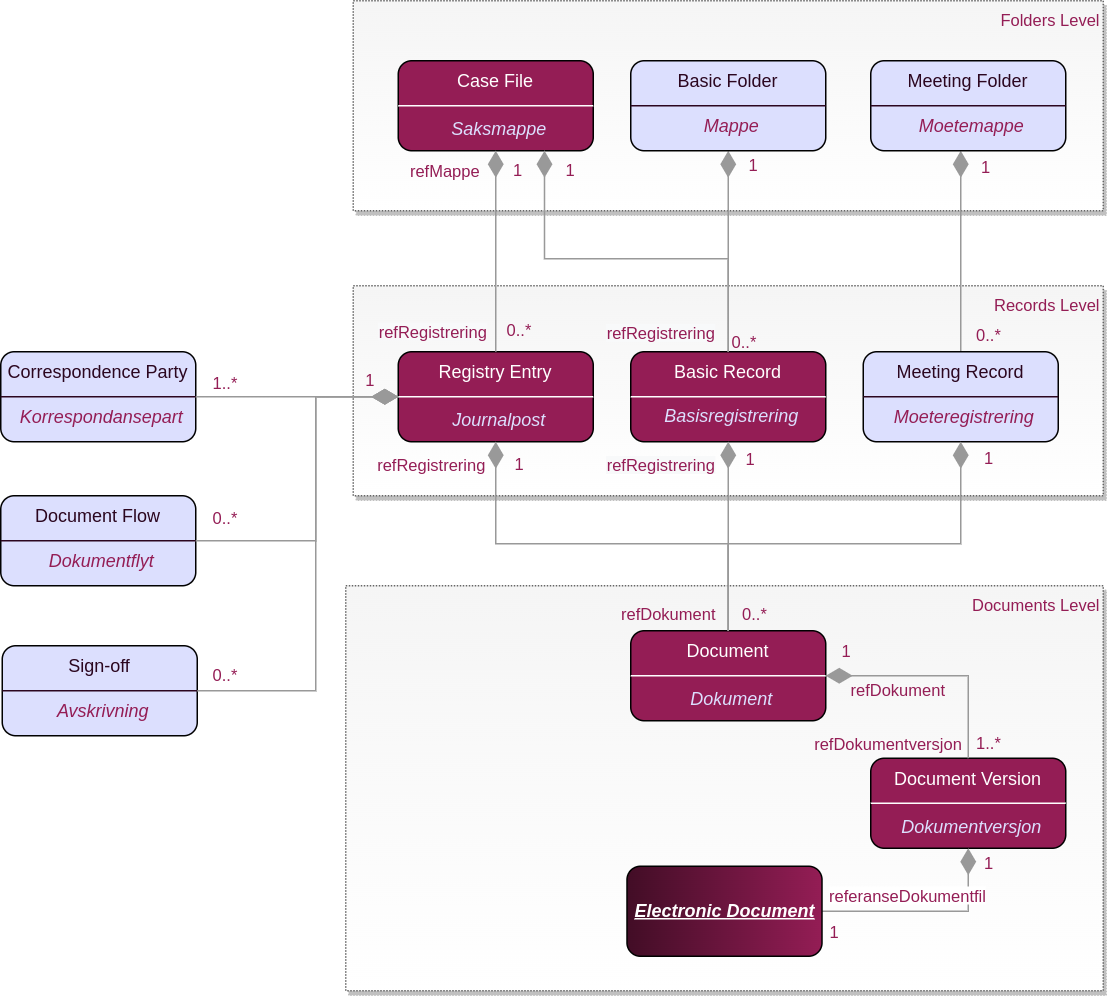 Folders Level
Case File
Saksmappe
Basic Folder
Mappe
Meeting Folder
Moetemappe
refMappe
1
1
1
1
Records Level
refRegistrering
0..*
refRegistrering
0..*
0..*
Correspondence Party
Korrespondansepart
1..*
1
Registry Entry
Journalpost
Basic Record
Basisregistrering
Meeting Record
Moeteregistrering
refRegistrering
1
refRegistrering
1
1
Document Flow
Dokumentflyt
0..*
Sign-off
Avskrivning
0..*
Documents Level
refDokument
0..*
Document
Dokument
1
refDokument
refDokumentversjon
1..*
Document Version
Dokumentversjon
1
referanseDokumentfil
Electronic Document
1